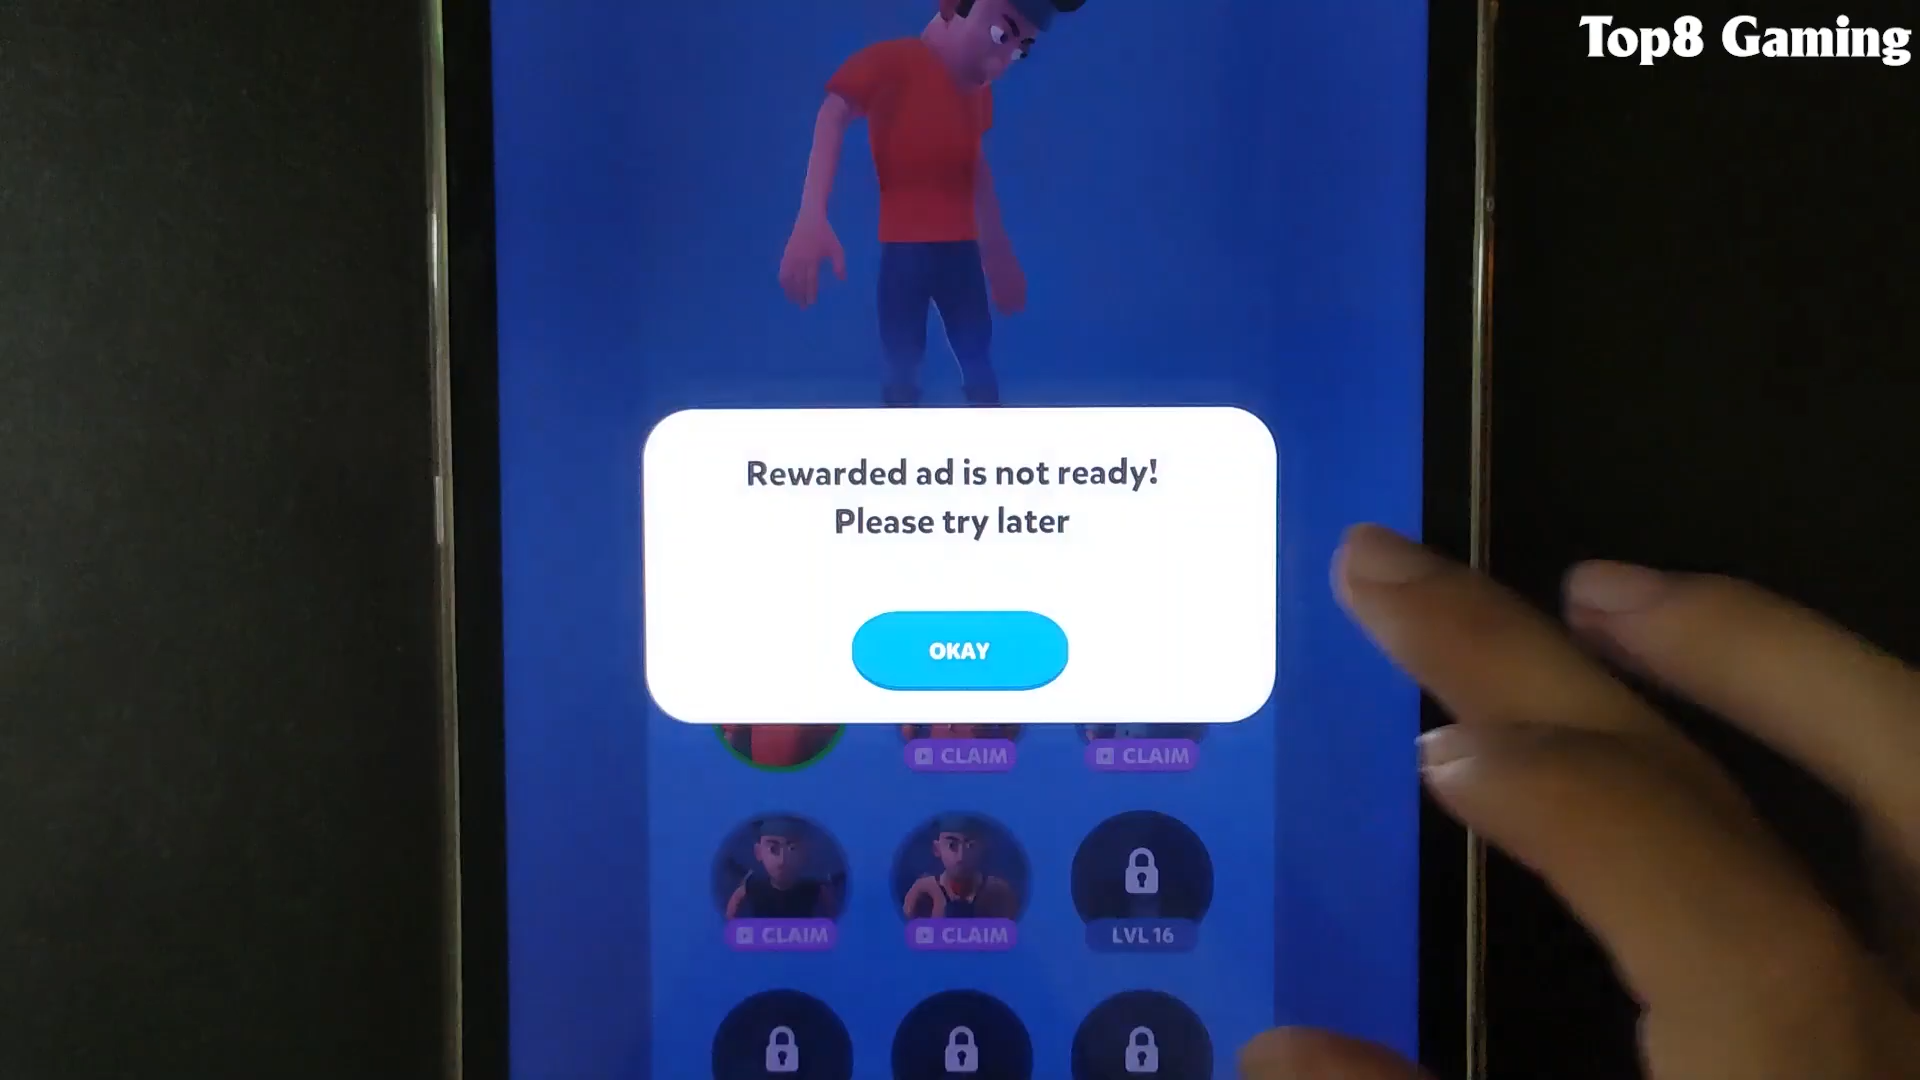 Top8 Gaming
Rewarded ad is not ready!
Please try later
OKAY
CLAIM
CLAIM
CLAIM
CLAIM
LVL 16